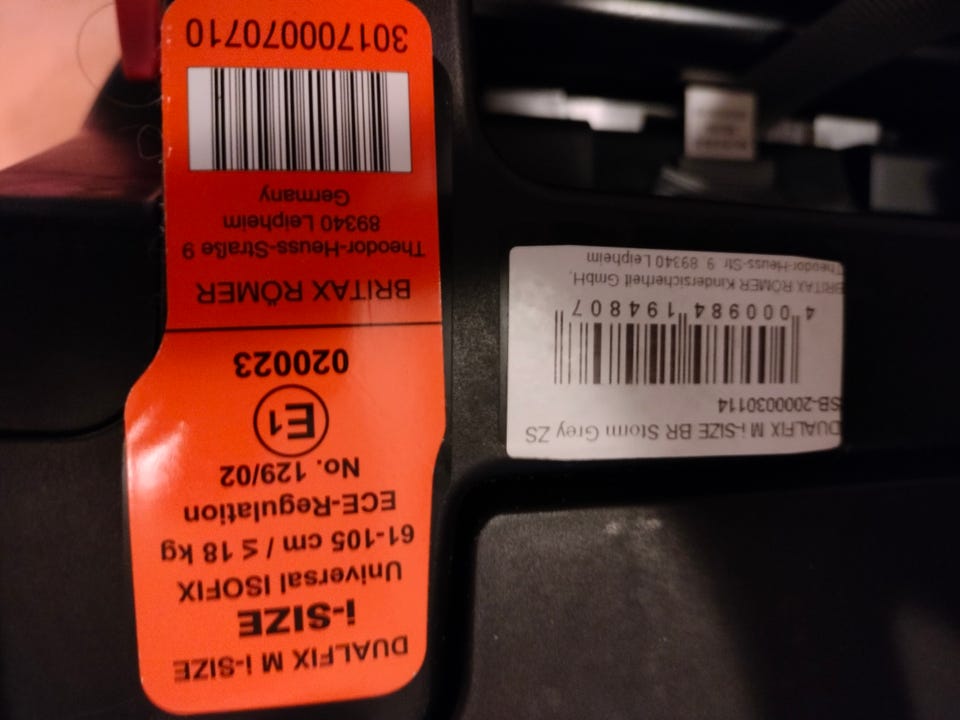 DUALFIX M i-SIZE
i-SIZE
Universal ISOFIX
61-105 cm / ≤ 18 kg
ECE-Regulation
No. 129/02
E1
020023
BRITAX RÖMER
Theodor-Heuss-Straße 9
89340 Leipheim
Germany
301700070710
DUALFIX M i-SIZE BR Storm Grey ZS
SB-2000030114
4 000984 194807
BRITAX RÖMER Kindersicherheit GmbH,
Theodor-Heuss-Str. 9, 89340 Leipheim